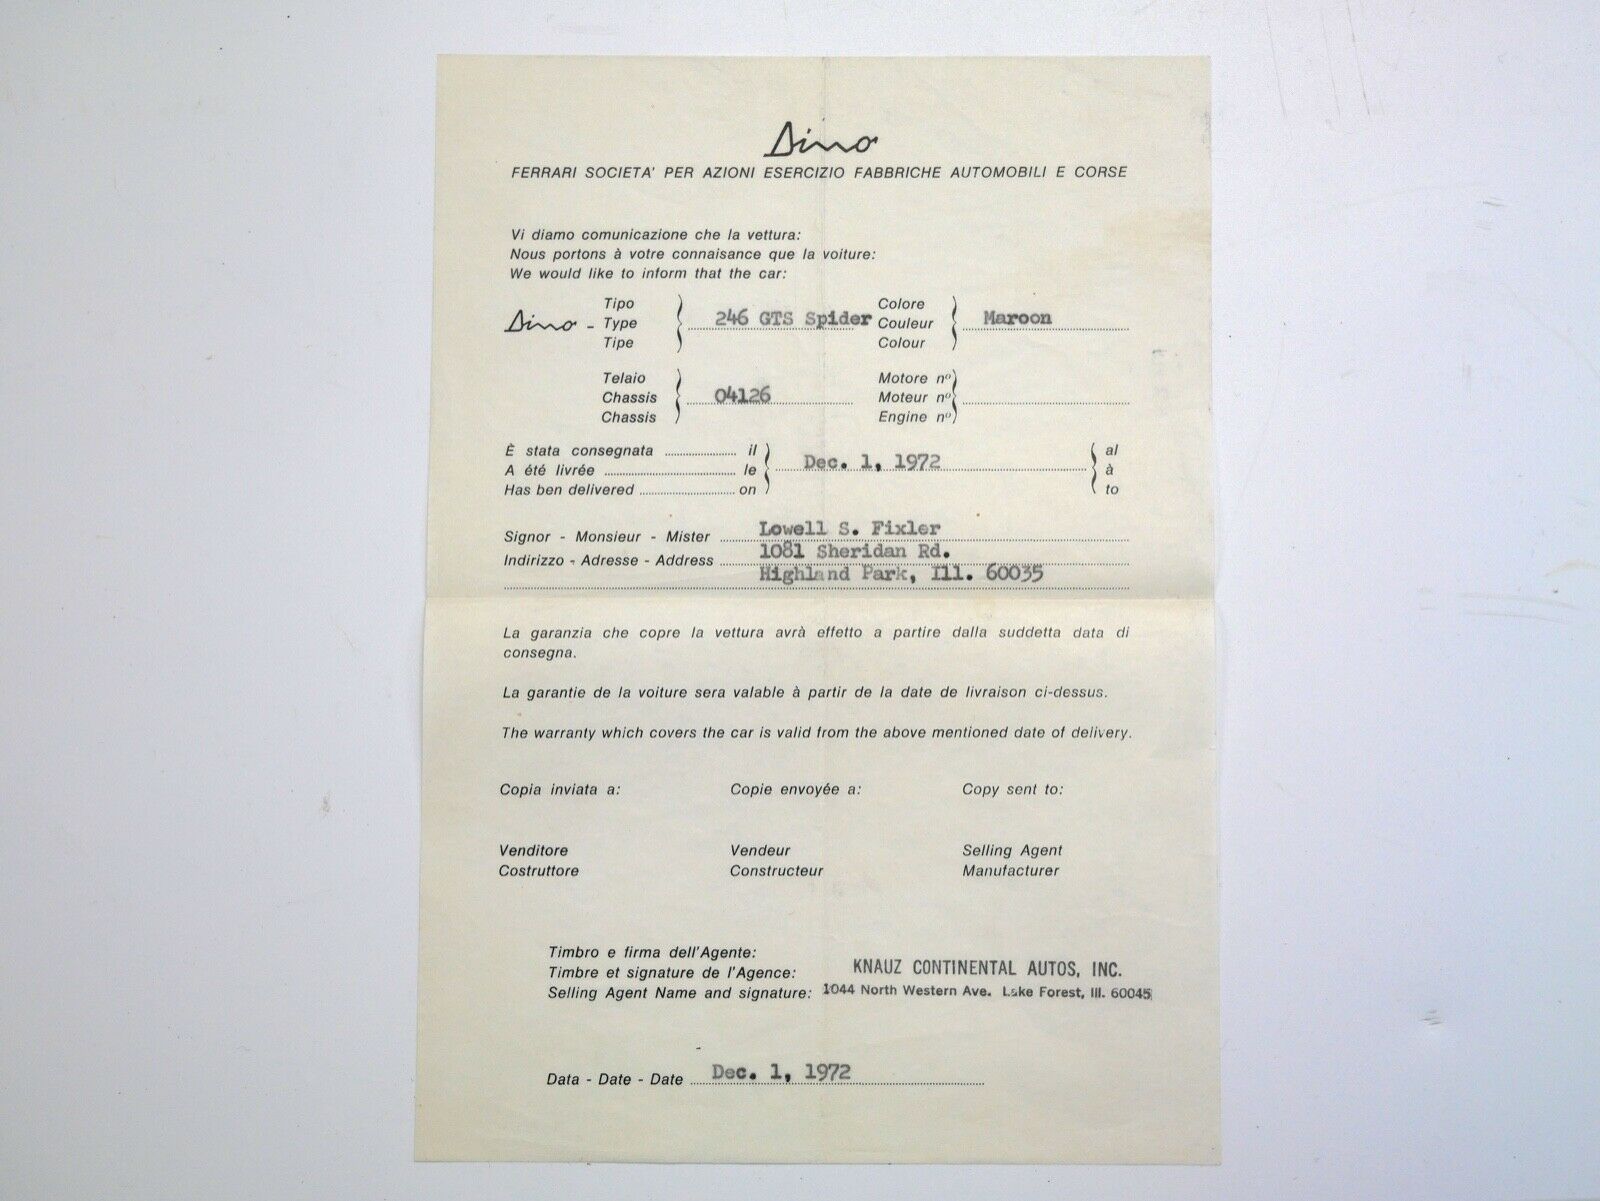 Dino
FERRARI SOCIETA' PER AZIONI ESERCIZIO FABBRICHE AUTOMOBILI E CORSE
Vi diamo comunicazione che la vettura:
Nous portons à votre connaisance que la voiture:
We would like to inform that the car:
Tipo Colore
Dino - Type 246 GTS Spider Couleur Maroon
Tipe Colour
Telaio Motore nº
Chassis 04126 Moteur nº
Chassis Engine nº
È stata consegnata il al
A été livrée le Dec. 1, 1972 à
Has ben delivered on to
Signor - Monsieur - Mister Lowell S. Fixler
Indirizzo - Adresse - Address 1081 Sheridan Rd.
Highland Park, Ill. 60035
La garanzia che copre la vettura avrà effetto a partire dalla suddetta data di
consegna.
La garantie de la voiture sera valable à partir de la date de livraison ci-dessus.
The warranty which covers the car is valid from the above mentioned date of delivery.
Copia inviata a: Copie envoyée a: Copy sent to:
Venditore Vendeur Selling Agent
Costruttore Constructeur Manufacturer
Timbro e firma dell'Agente:
Timbre et signature de l'Agence: KNAUZ CONTINENTAL AUTOS, INC.
Selling Agent Name and signature: 1044 North Western Ave. Lake Forest, Ill. 60045
Data - Date - Date Dec. 1, 1972